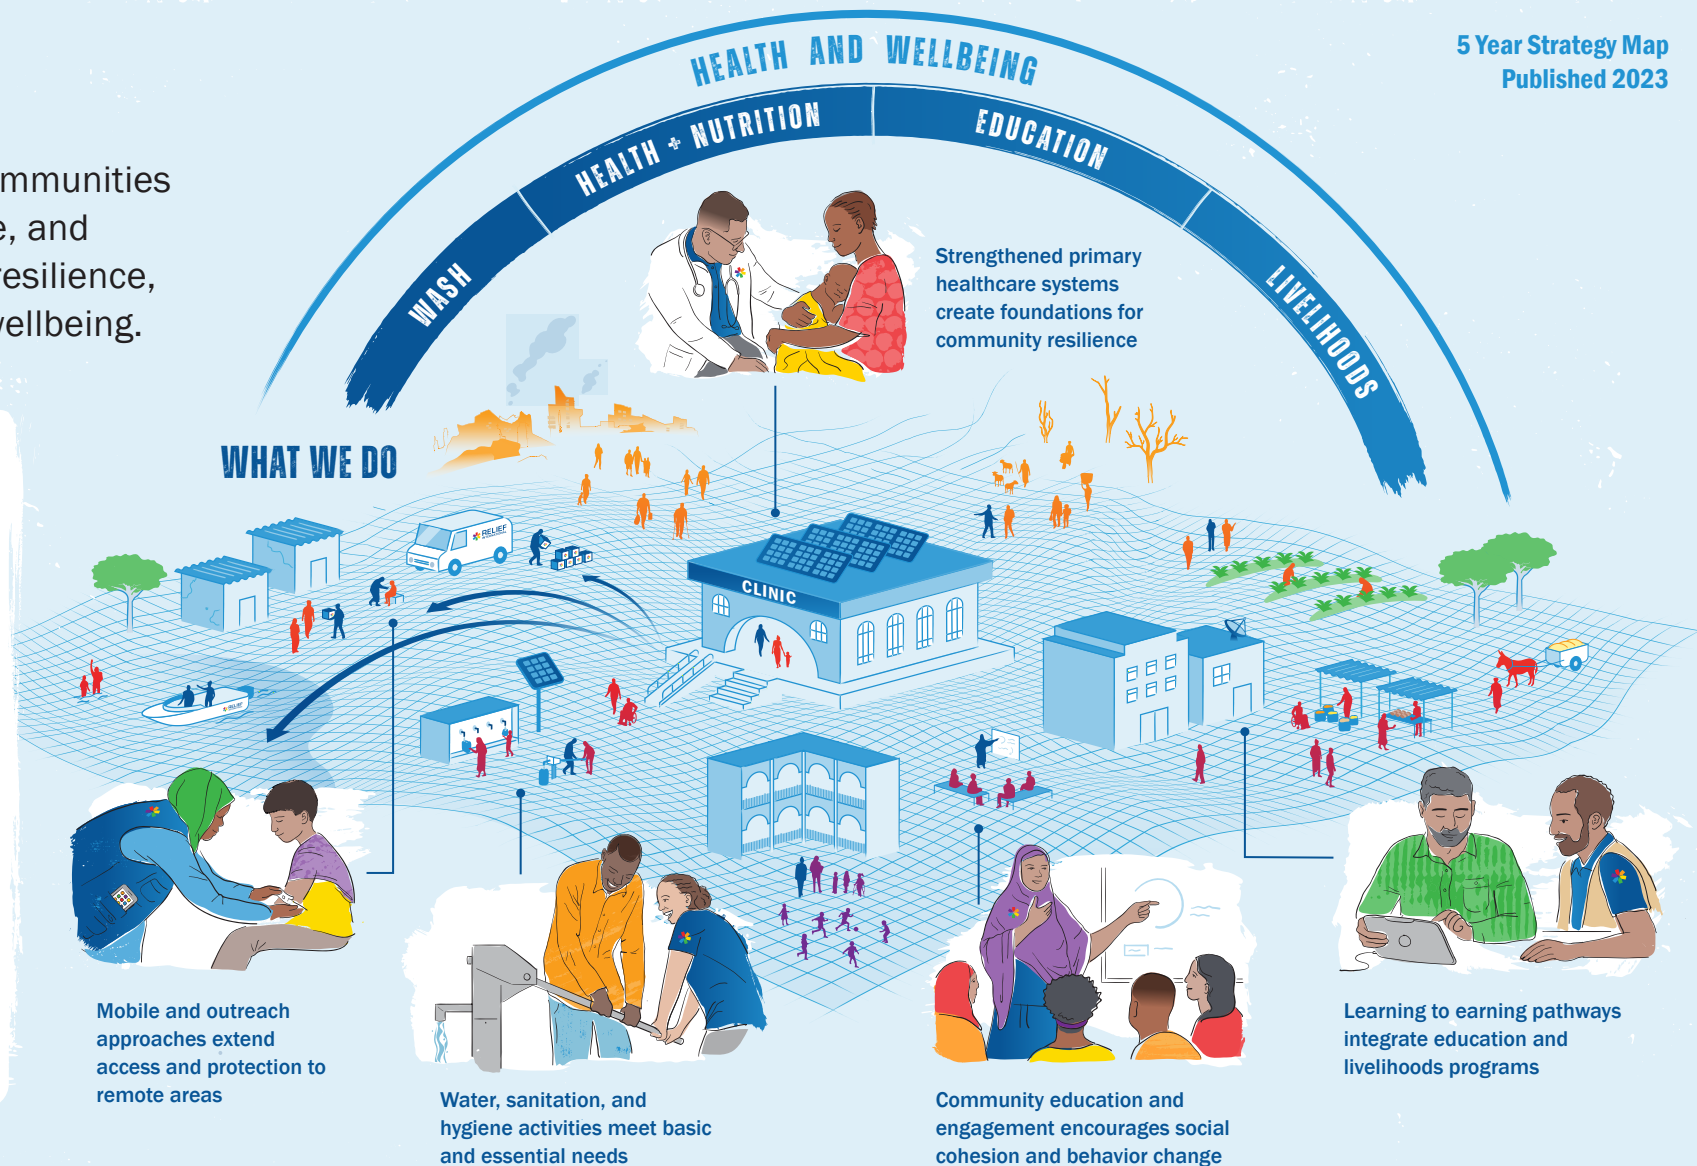 5 Year Strategy Map
Published 2023
HEALTH AND WELLBEING
WASH
HEALTH + NUTRITION
EDUCATION
LIVELIHOODS
mmunities
e, and
resilience,
wellbeing.
Strengthened primary
healthcare systems
create foundations for
community resilience
WHAT WE DO
RELIEF
CLINIC
RELIEF
25
Mobile and outreach
approaches extend
access and protection to
remote areas
Water, sanitation, and
hygiene activities meet basic
and essential needs
Community education and
engagement encourages social
cohesion and behavior change
Learning to earning pathways
integrate education and
livelihoods programs